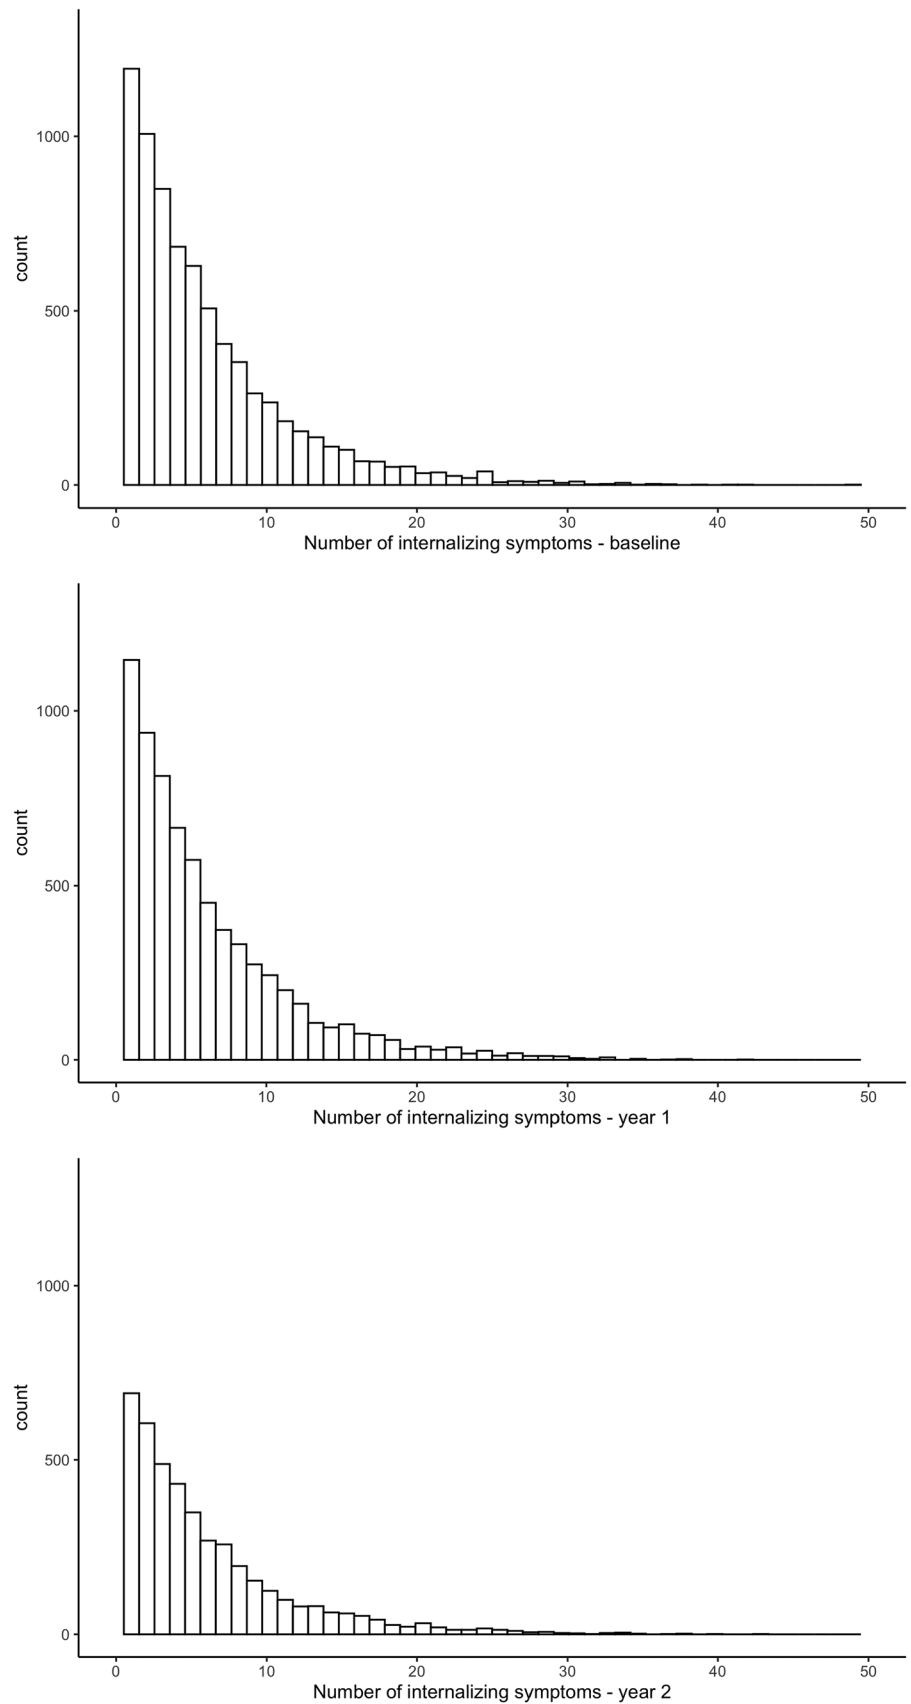 1000
count
500
0
0 10 20 30 40 50
Number of internalizing symptoms - baseline
1000
count
500
0
0 10 20 30 40 50
Number of internalizing symptoms - year 1
1000
count
500
0
0 10 20 30 40 50
Number of internalizing symptoms - year 2